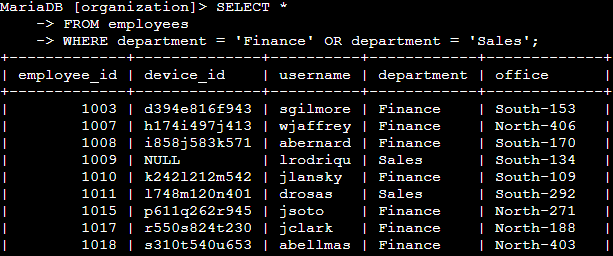 MariaDB [organization]> SELECT *
    -> FROM employees
    -> WHERE department = 'Finance' OR department = 'Sales';
+-------------+--------------+----------+------------+-------------+
| employee_id | device_id    | username | department | office      |
+-------------+--------------+----------+------------+-------------+
|        1003 | d394e816f943 | sgilmore | Finance    | South-153   |
|        1007 | h174i497j413 | wjaffrey | Finance    | North-406   |
|        1008 | i858j583k571 | abernard | Finance    | South-170   |
|        1009 | NULL         | lrodriqu | Sales      | South-134   |
|        1010 | k242l212m542 | jlansky  | Finance    | South-109   |
|        1011 | l748m120n401 | drosas   | Sales      | South-292   |
|        1015 | p611q262r945 | jsoto    | Finance    | North-271   |
|        1017 | r550s824t230 | jclark   | Finance    | North-188   |
|        1018 | s310t540u653 | abellmas | Finance    | North-403   |